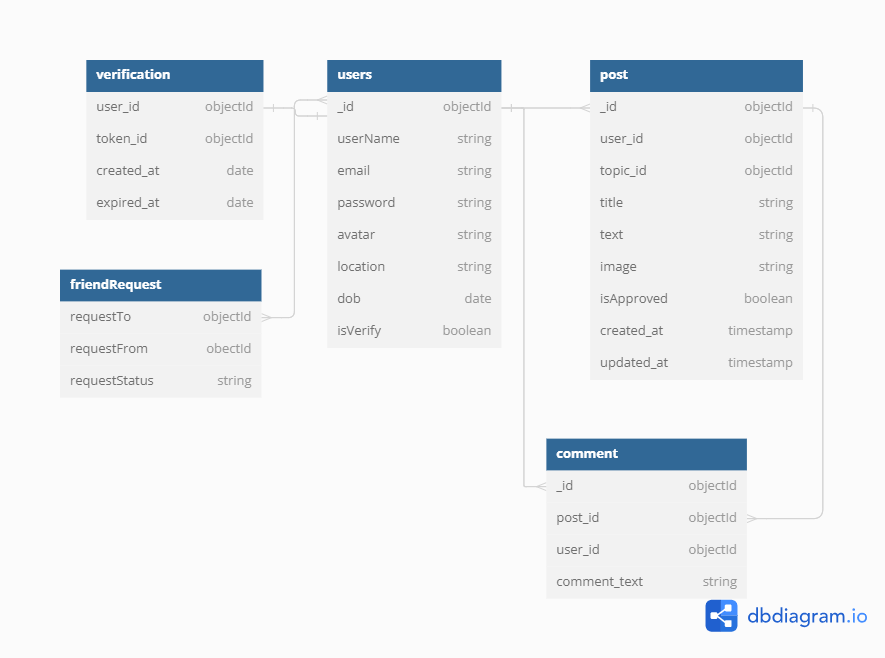 verification
user_id objectId
token_id objectId
created_at date
expired_at date
users
_id objectId
userName string
email string
password string
avatar string
location string
dob date
isVerify boolean
post
_id objectId
user_id objectId
topic_id objectId
title string
text string
image string
isApproved boolean
created_at timestamp
updated_at timestamp
friendRequest
requestTo objectId
requestFrom obectId
requestStatus string
comment
_id objectId
post_id objectId
user_id objectId
comment_text string
dbdiagram.io